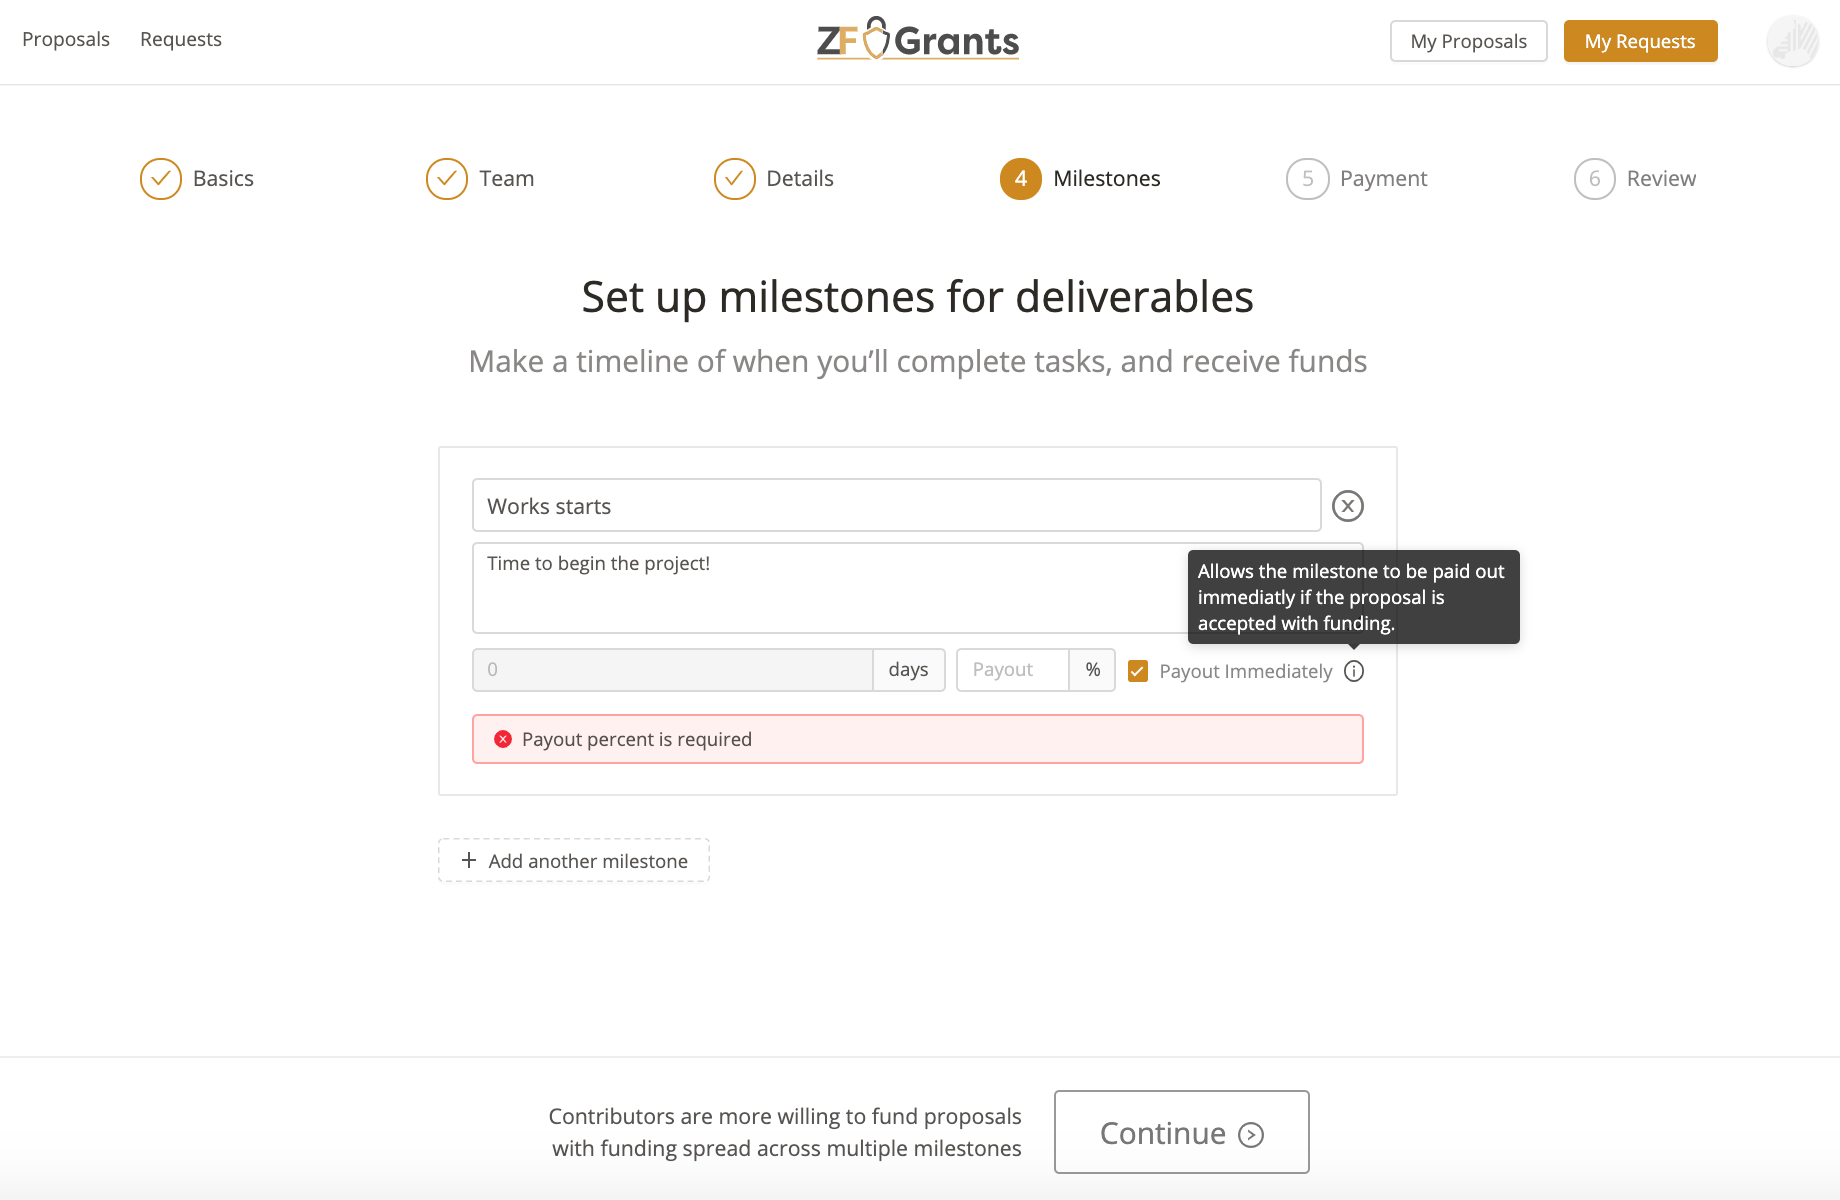 Proposals
Requests
ZF Grants
My Proposals
My Requests
Basics
Team
Details
4 Milestones
5 Payment
6 Review
Set up milestones for deliverables
Make a timeline of when you’ll complete tasks, and receive funds
Works starts
Time to begin the project!
Allows the milestone to be paid out
immediatly if the proposal is
accepted with funding.
0
days
Payout
%
Payout Immediately
Payout percent is required
+ Add another milestone
Contributors are more willing to fund proposals
with funding spread across multiple milestones
Continue